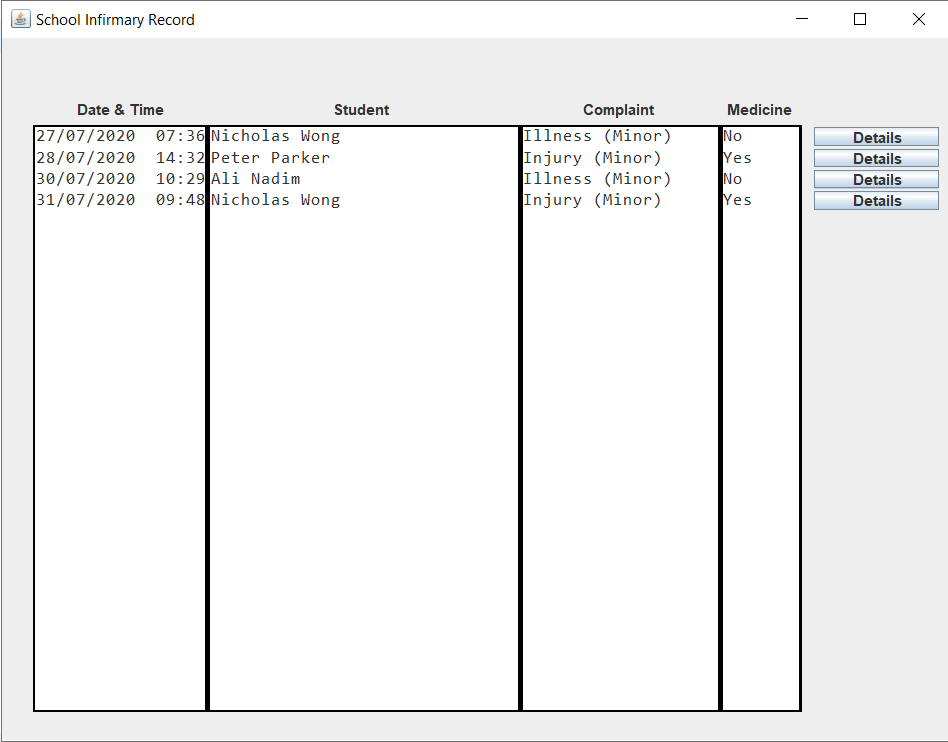 School Infirmary Record
Date & Time Student Complaint Medicine
27/07/2020 07:36 Nicholas Wong Illness (Minor) No Details
28/07/2020 14:32 Peter Parker Injury (Minor) Yes Details
30/07/2020 10:29 Ali Nadim Illness (Minor) No Details
31/07/2020 09:48 Nicholas Wong Injury (Minor) Yes Details